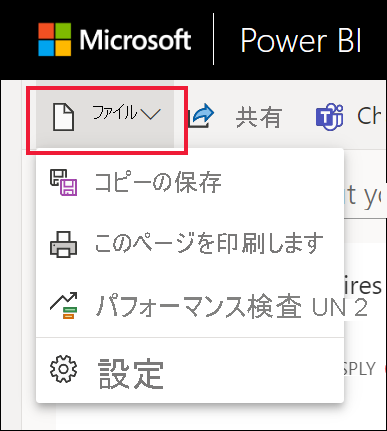 Microsoft Power BI
ファイル 共有 Ch
コピーの保存
t yo
このページを印刷します
ires
パフォーマンス検査 UN 2
SPLY
設定